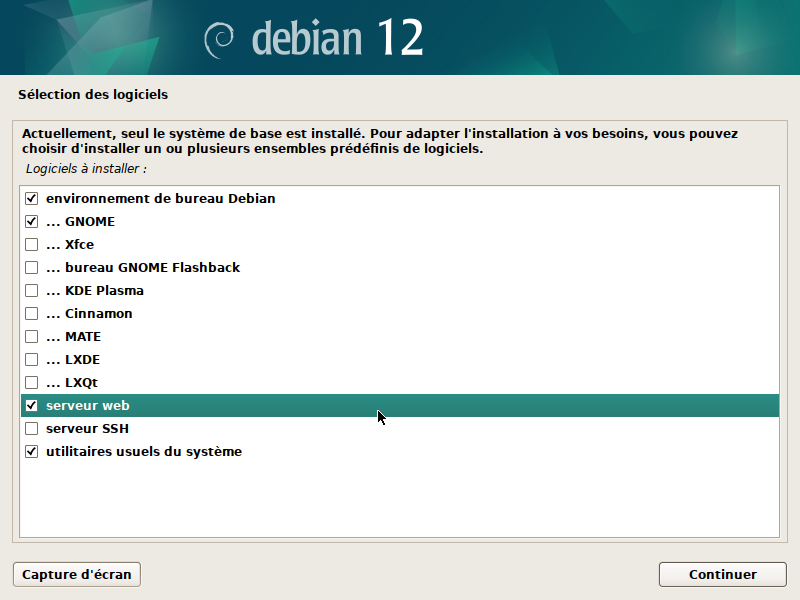 debian 12
Sélection des logiciels
Actuellement, seul le système de base est installé. Pour adapter l'installation à vos besoins, vous pouvez
choisir d'installer un ou plusieurs ensembles prédéfinis de logiciels.
Logiciels à installer :
environnement de bureau Debian
... GNOME
... Xfce
... bureau GNOME Flashback
... KDE Plasma
... Cinnamon
... MATE
... LXDE
... LXQt
serveur web
serveur SSH
utilitaires usuels du système
Capture d'écran
Continuer